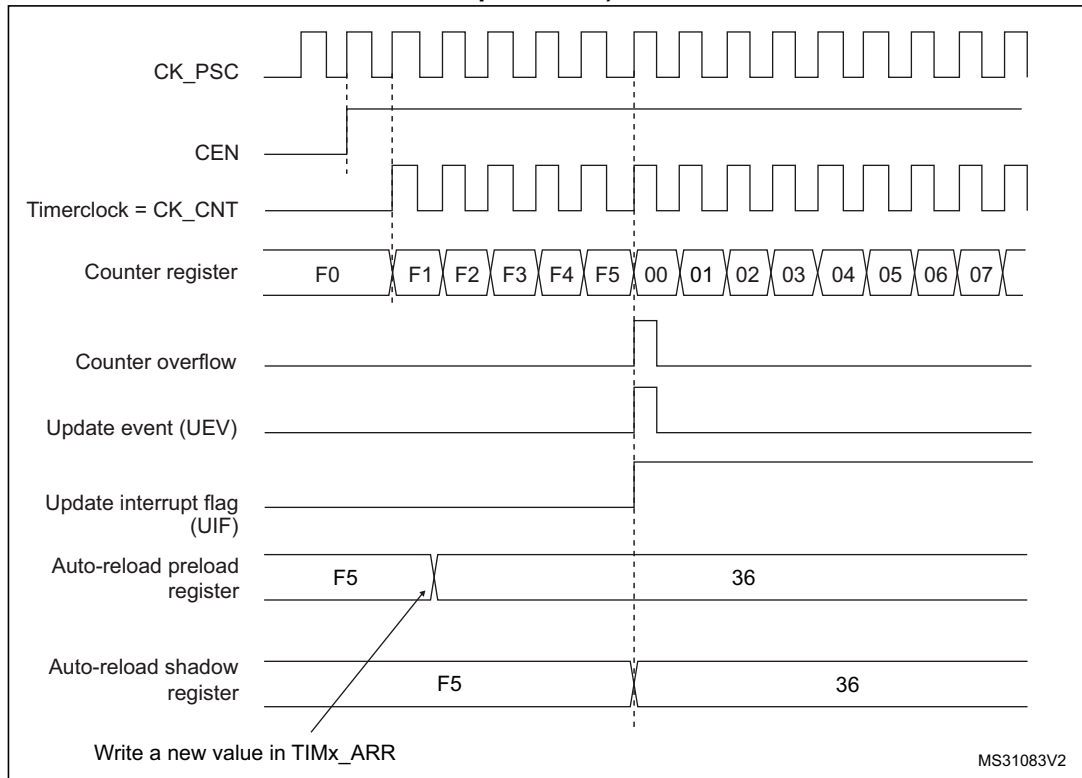 CK_PSC
CEN
Timerclock = CK_CNT
Counter register
F0 F1 F2 F3 F4 F5 00 01 02 03 04 05 06 07
Counter overflow
Update event (UEV)
Update interrupt flag
(UIF)
Auto-reload preload
register
F5 36
Auto-reload shadow
register
F5 36
Write a new value in TIMx_ARR
MS31083V2